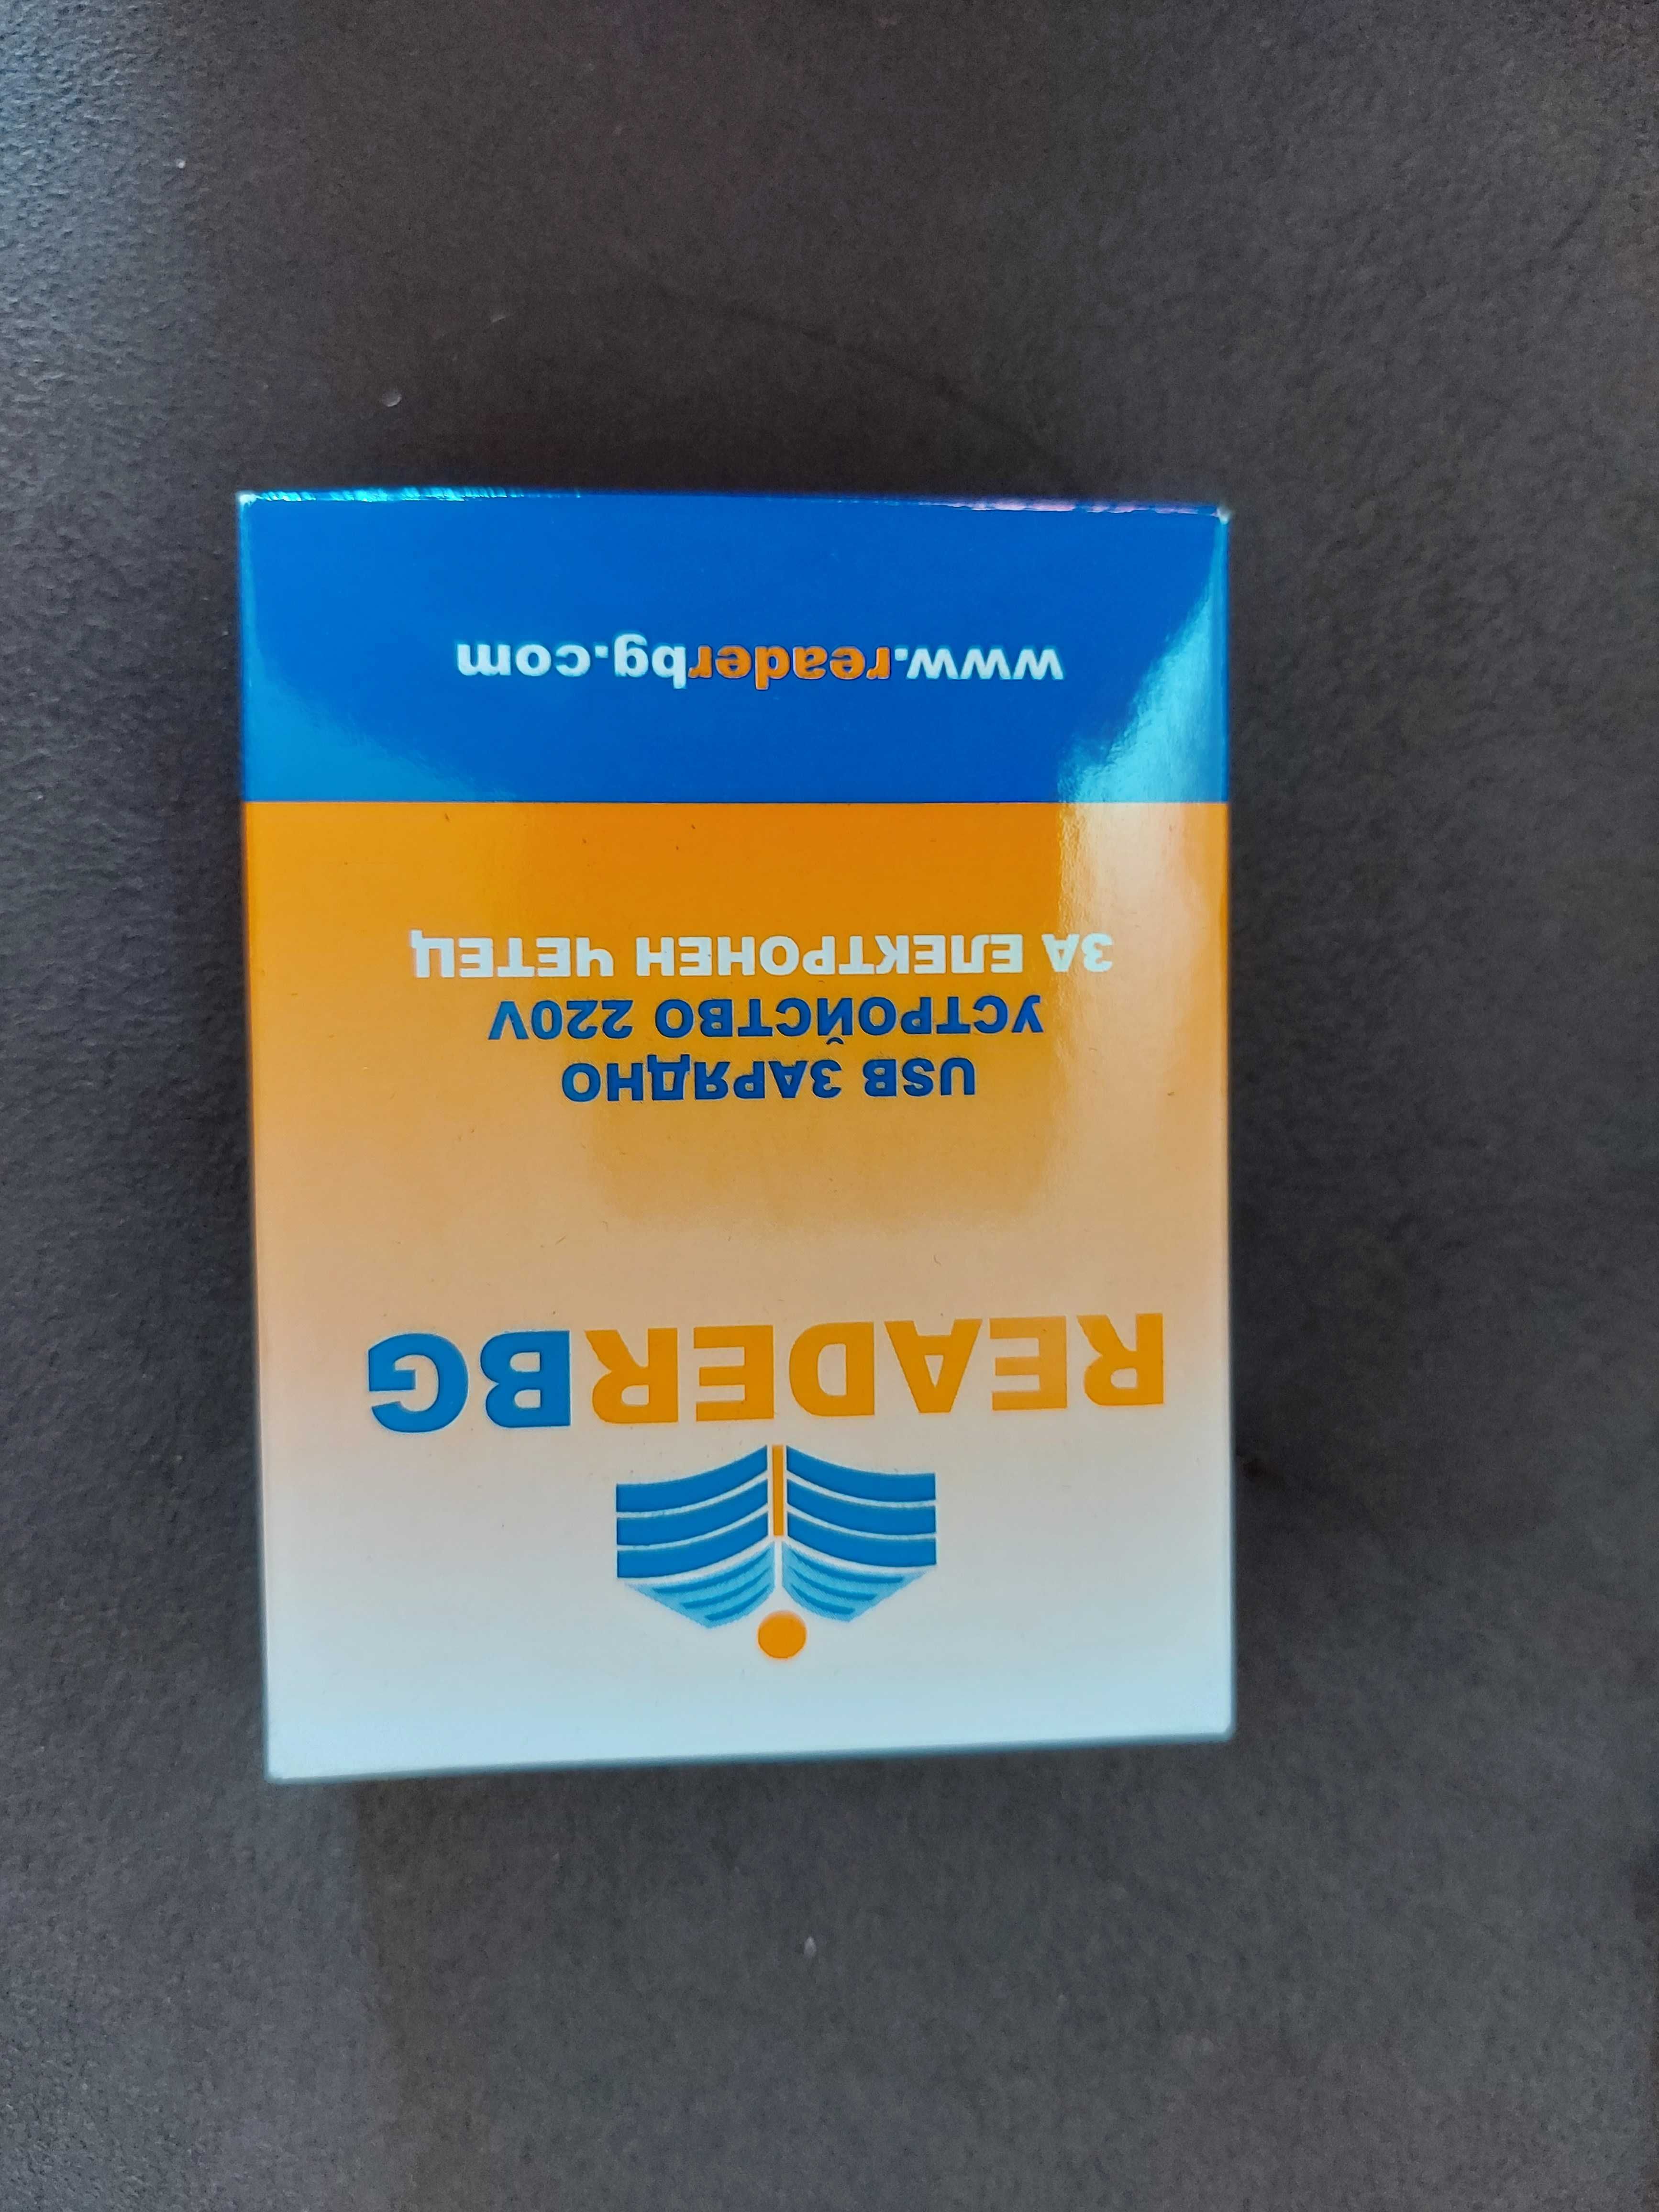 READERBG
USB ЗАРЯДНО
УСТРОЙСТВО 220V
ЗА ЕЛЕКТРОНЕН ЧЕТЕЦ
www.readerbg.com